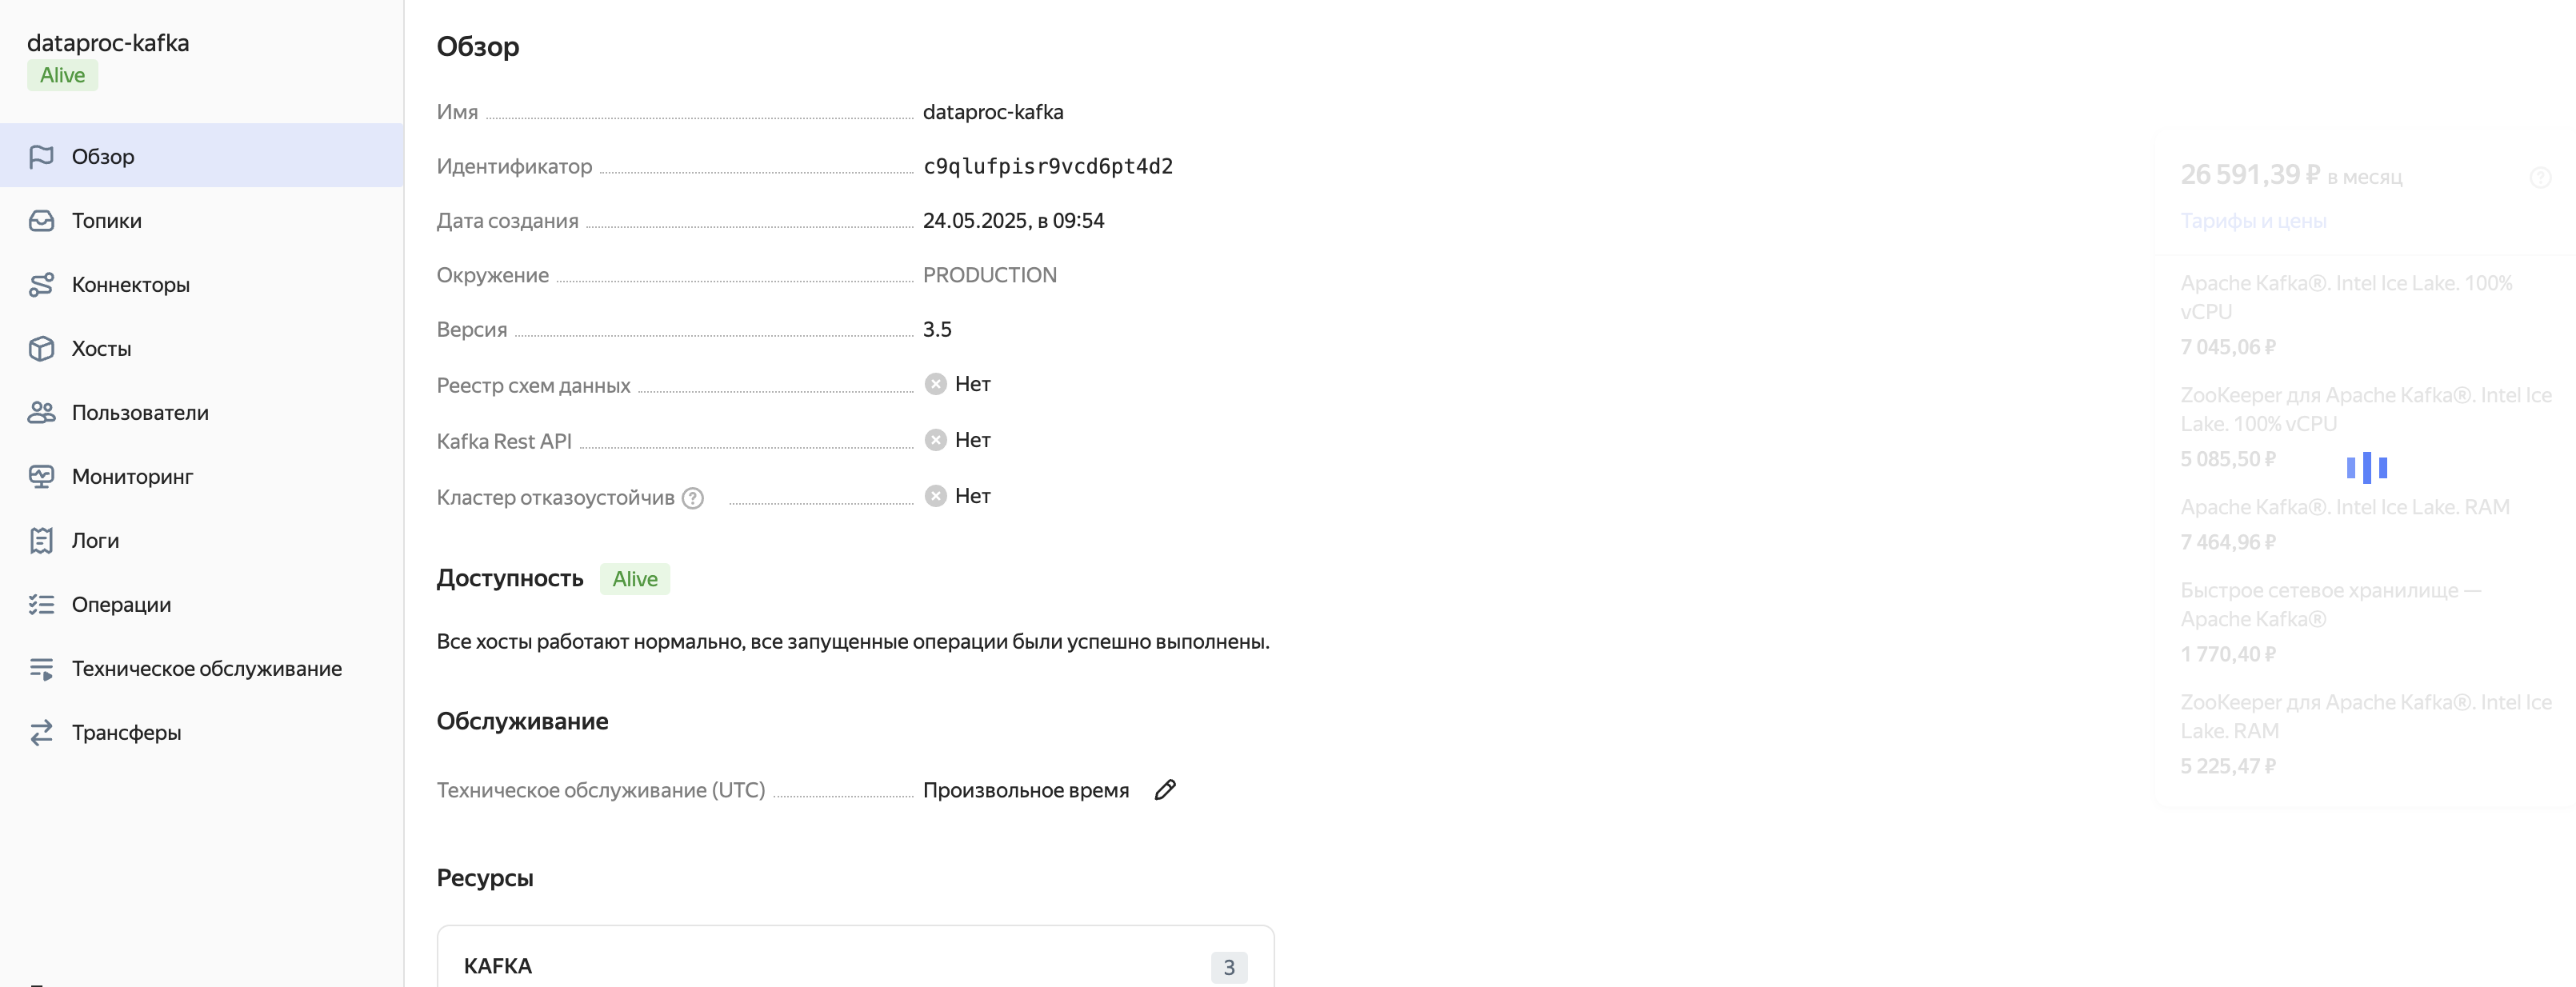 dataproc-kafka
Alive
Обзор
Топики
Коннекторы
Хосты
Пользователи
Мониторинг
Логи
Операции
Техническое обслуживание
Трансферы
Обзор
Имя dataproc-kafka
Идентификатор c9qlufpisr9vcd6pt4d2
Дата создания 24.05.2025, в 09:54
Окружение PRODUCTION
Версия 3.5
Реестр схем данных Нет
Kafka Rest API Нет
Кластер отказоустойчив ? Нет
Доступность Alive
Все хосты работают нормально, все запущенные операции были успешно выполнены.
Обслуживание
Техническое обслуживание (UTC) Произвольное время
Ресурсы
KAFKA 3
26 591,39 ₽ в месяц ?
Тарифы и цены
Apache Kafka®. Intel Ice Lake. 100%
vCPU
7 045,06 ₽
ZooKeeper для Apache Kafka®. Intel Ice
Lake. 100% vCPU
5 085,50 ₽
Apache Kafka®. Intel Ice Lake. RAM
7 464,96 ₽
Быстрое сетевое хранилище —
Apache Kafka®
1 770,40 ₽
ZooKeeper для Apache Kafka®. Intel Ice
Lake. RAM
5 225,47 ₽